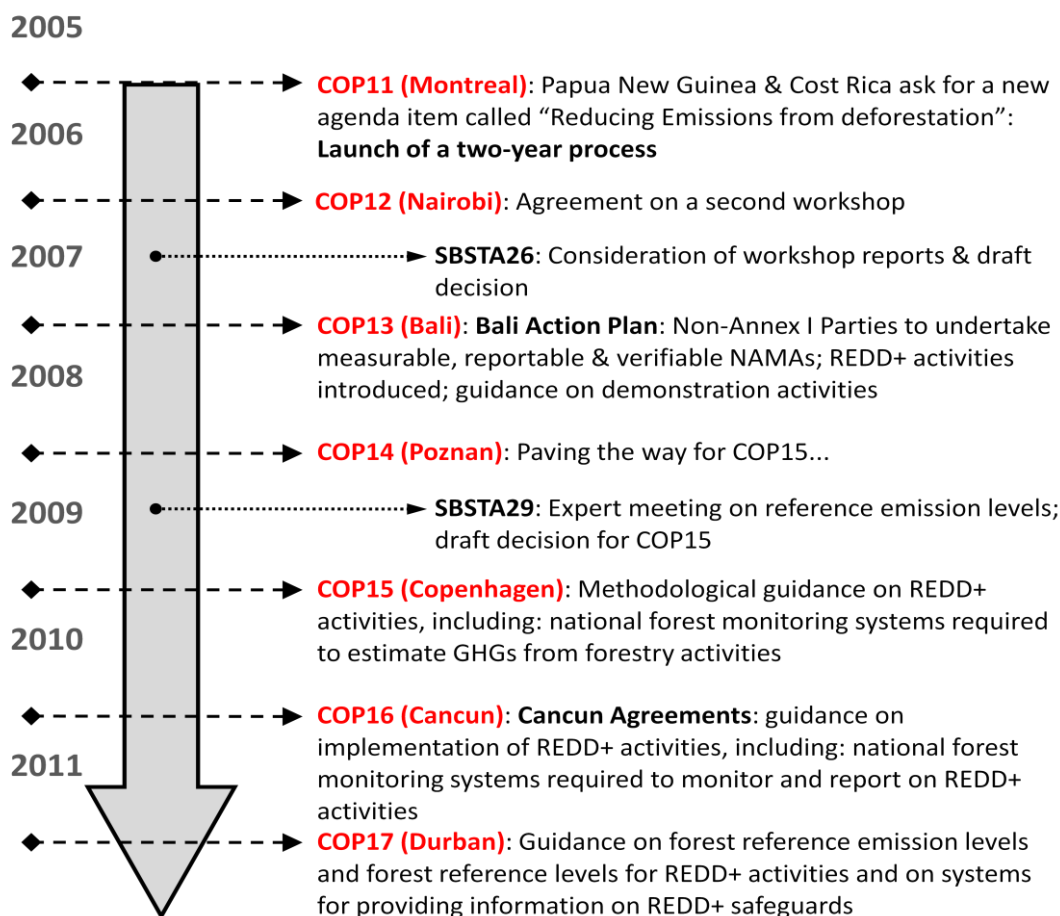 2005
COP11 (Montreal): Papua New Guinea & Costa Rica ask for a new
agenda item called “Reducing Emissions from deforestation”:
Launch of a two-year process
2006
COP12 (Nairobi): Agreement on a second workshop
2007
SBSTA26: Consideration of workshop reports & draft
decision
COP13 (Bali): Bali Action Plan: Non-Annex I Parties to undertake
measurable, reportable & verifiable NAMAs; REDD+ activities
introduced; guidance on demonstration activities
2008
COP14 (Poznan): Paving the way for COP15...
2009
SBSTA29: Expert meeting on reference emission levels;
draft decision for COP15
COP15 (Copenhagen): Methodological guidance on REDD+
activities, including: national forest monitoring systems required
to estimate GHGs from forestry activities
2010
COP16 (Cancun): Cancun Agreements: guidance on
implementation of REDD+ activities, including: national forest
monitoring systems required to monitor and report on REDD+
activities
2011
COP17 (Durban): Guidance on forest reference emission levels
and forest reference levels for REDD+ activities and on systems
for providing information on REDD+ safeguards